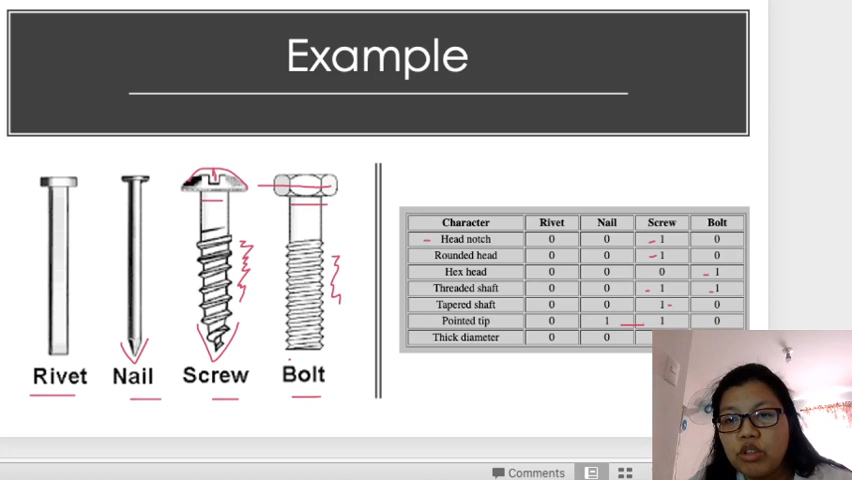 Example
Rivet Nail Screw Bolt
Character Rivet Nail Screw Bolt
Head notch 0 0 1 0
Rounded head 0 0 1 0
Hex head 0 0 0 1
Threaded shaft 0 0 1 1
Tapered shaft 0 0 1 0
Pointed tip 0 1 1 0
Thick diameter 0 0
Comments